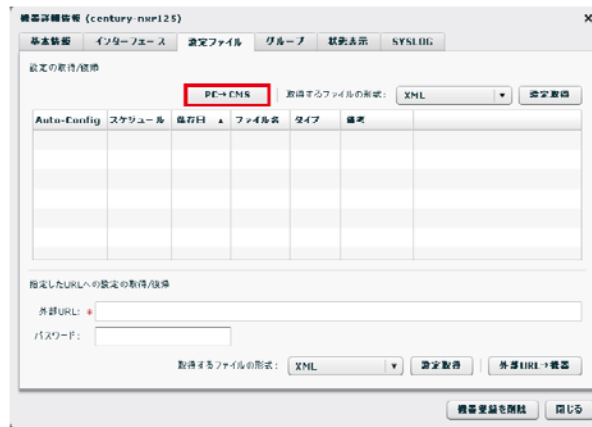 機器詳細情報 (century-nxr125)
基本情報 インターフェース 設定ファイル グループ 状態表示 SYSLOG
設定の取得/復帰
PC→CMS 取得するファイルの形式: XML 設定取得
Auto-Config スケジュール 保存日 ファイル名 タイプ 備考
指定したURLへの設定の取得/復帰
外部URL: *
パスワード:
取得するファイルの形式: XML 設定取得 外部URL→機器
機器登録を削除 閉じる